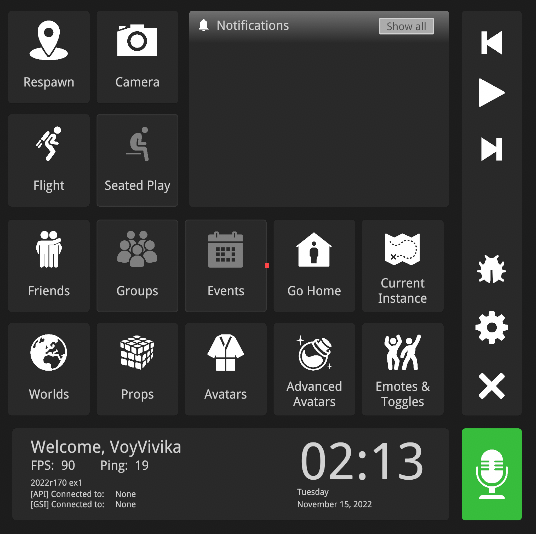 Notifications
Show all
Respawn
Camera
Flight
Seated Play
Friends
Groups
Events
Go Home
Current
Instance
Worlds
Props
Avatars
Advanced
Avatars
Emotes &
Toggles
Welcome, VoyVivika
FPS: 90 Ping: 19
2022r170 ex1
[API] Connected to: None
[GSI] Connected to: None
02:13
Tuesday
November 15, 2022